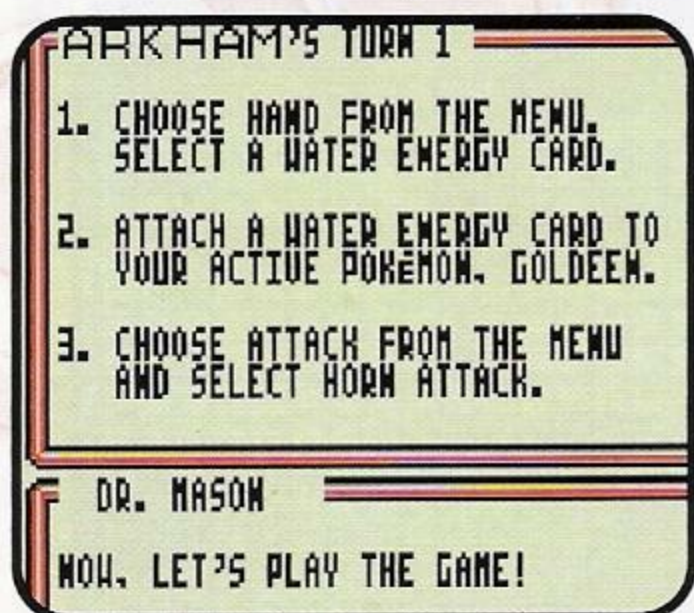 ARKHAM'S TURN 1
1. CHOOSE HAND FROM THE MENU.
SELECT A WATER ENERGY CARD.
2. ATTACH A WATER ENERGY CARD TO
YOUR ACTIVE POKéMON, GOLDEEN.
3. CHOOSE ATTACK FROM THE MENU
AND SELECT HORN ATTACK.
DR. MASON
NOW, LET'S PLAY THE GAME!